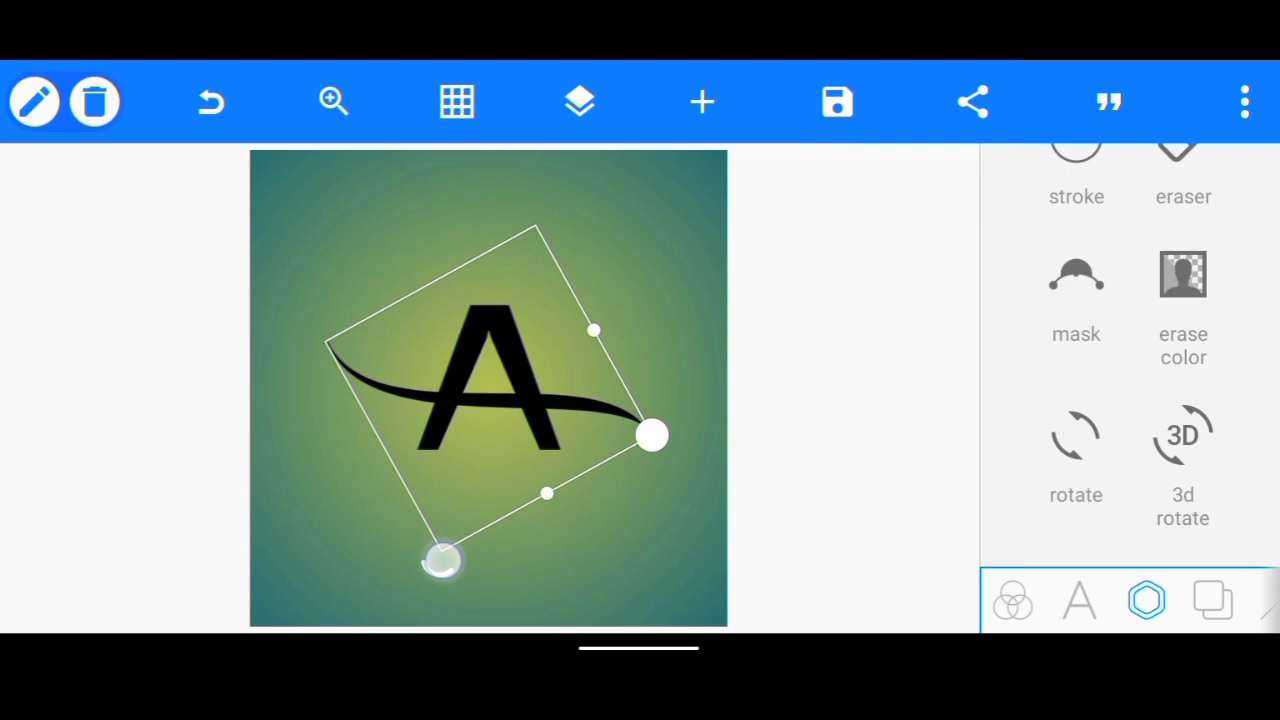 stroke
eraser
A
mask
erase
color
3D
rotate
3d
rotate